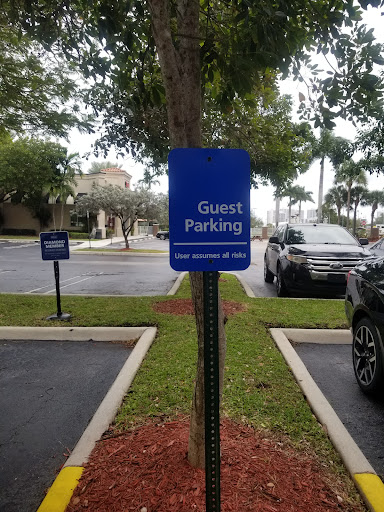 Guest
Parking
User assumes all risks
DIAMOND
MEMBER